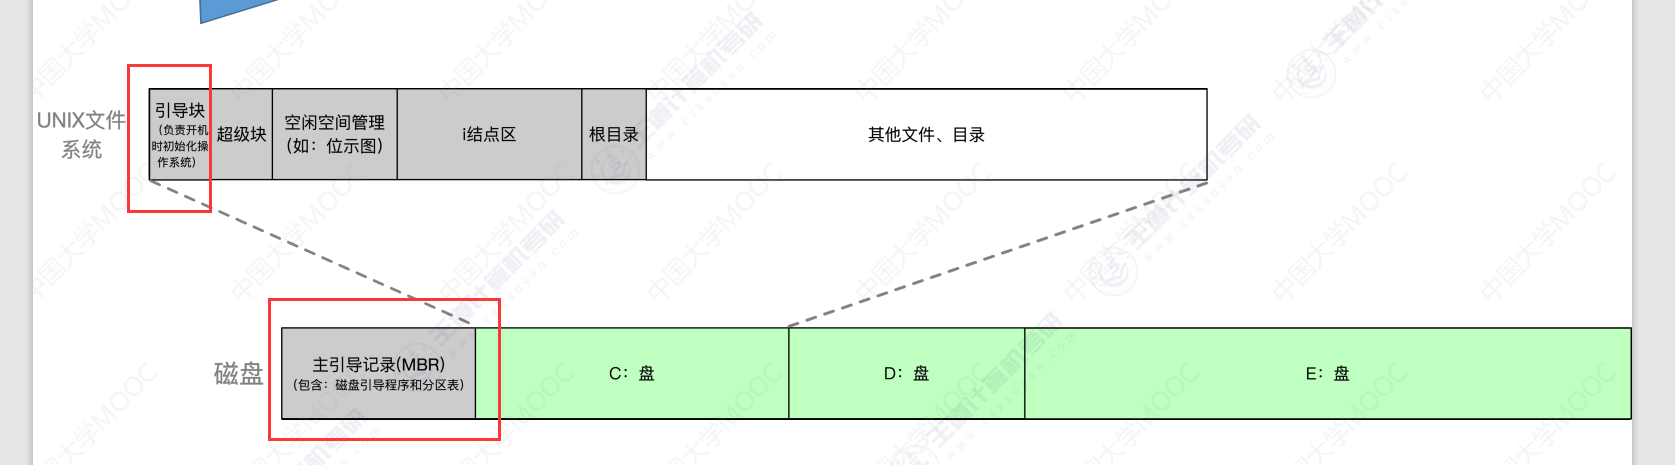 UNIX文件
系统
引导块
（负责开机
时初始化操
作系统）
超级块
空闲空间管理
（如：位示图）
i结点区
根目录
其他文件、目录
磁盘
主引导记录(MBR)
（包含：磁盘引导程序和分区表）
C：盘
D：盘
E：盘
中国大学MOOC
王道计算机考研
www.cskaoyan.com